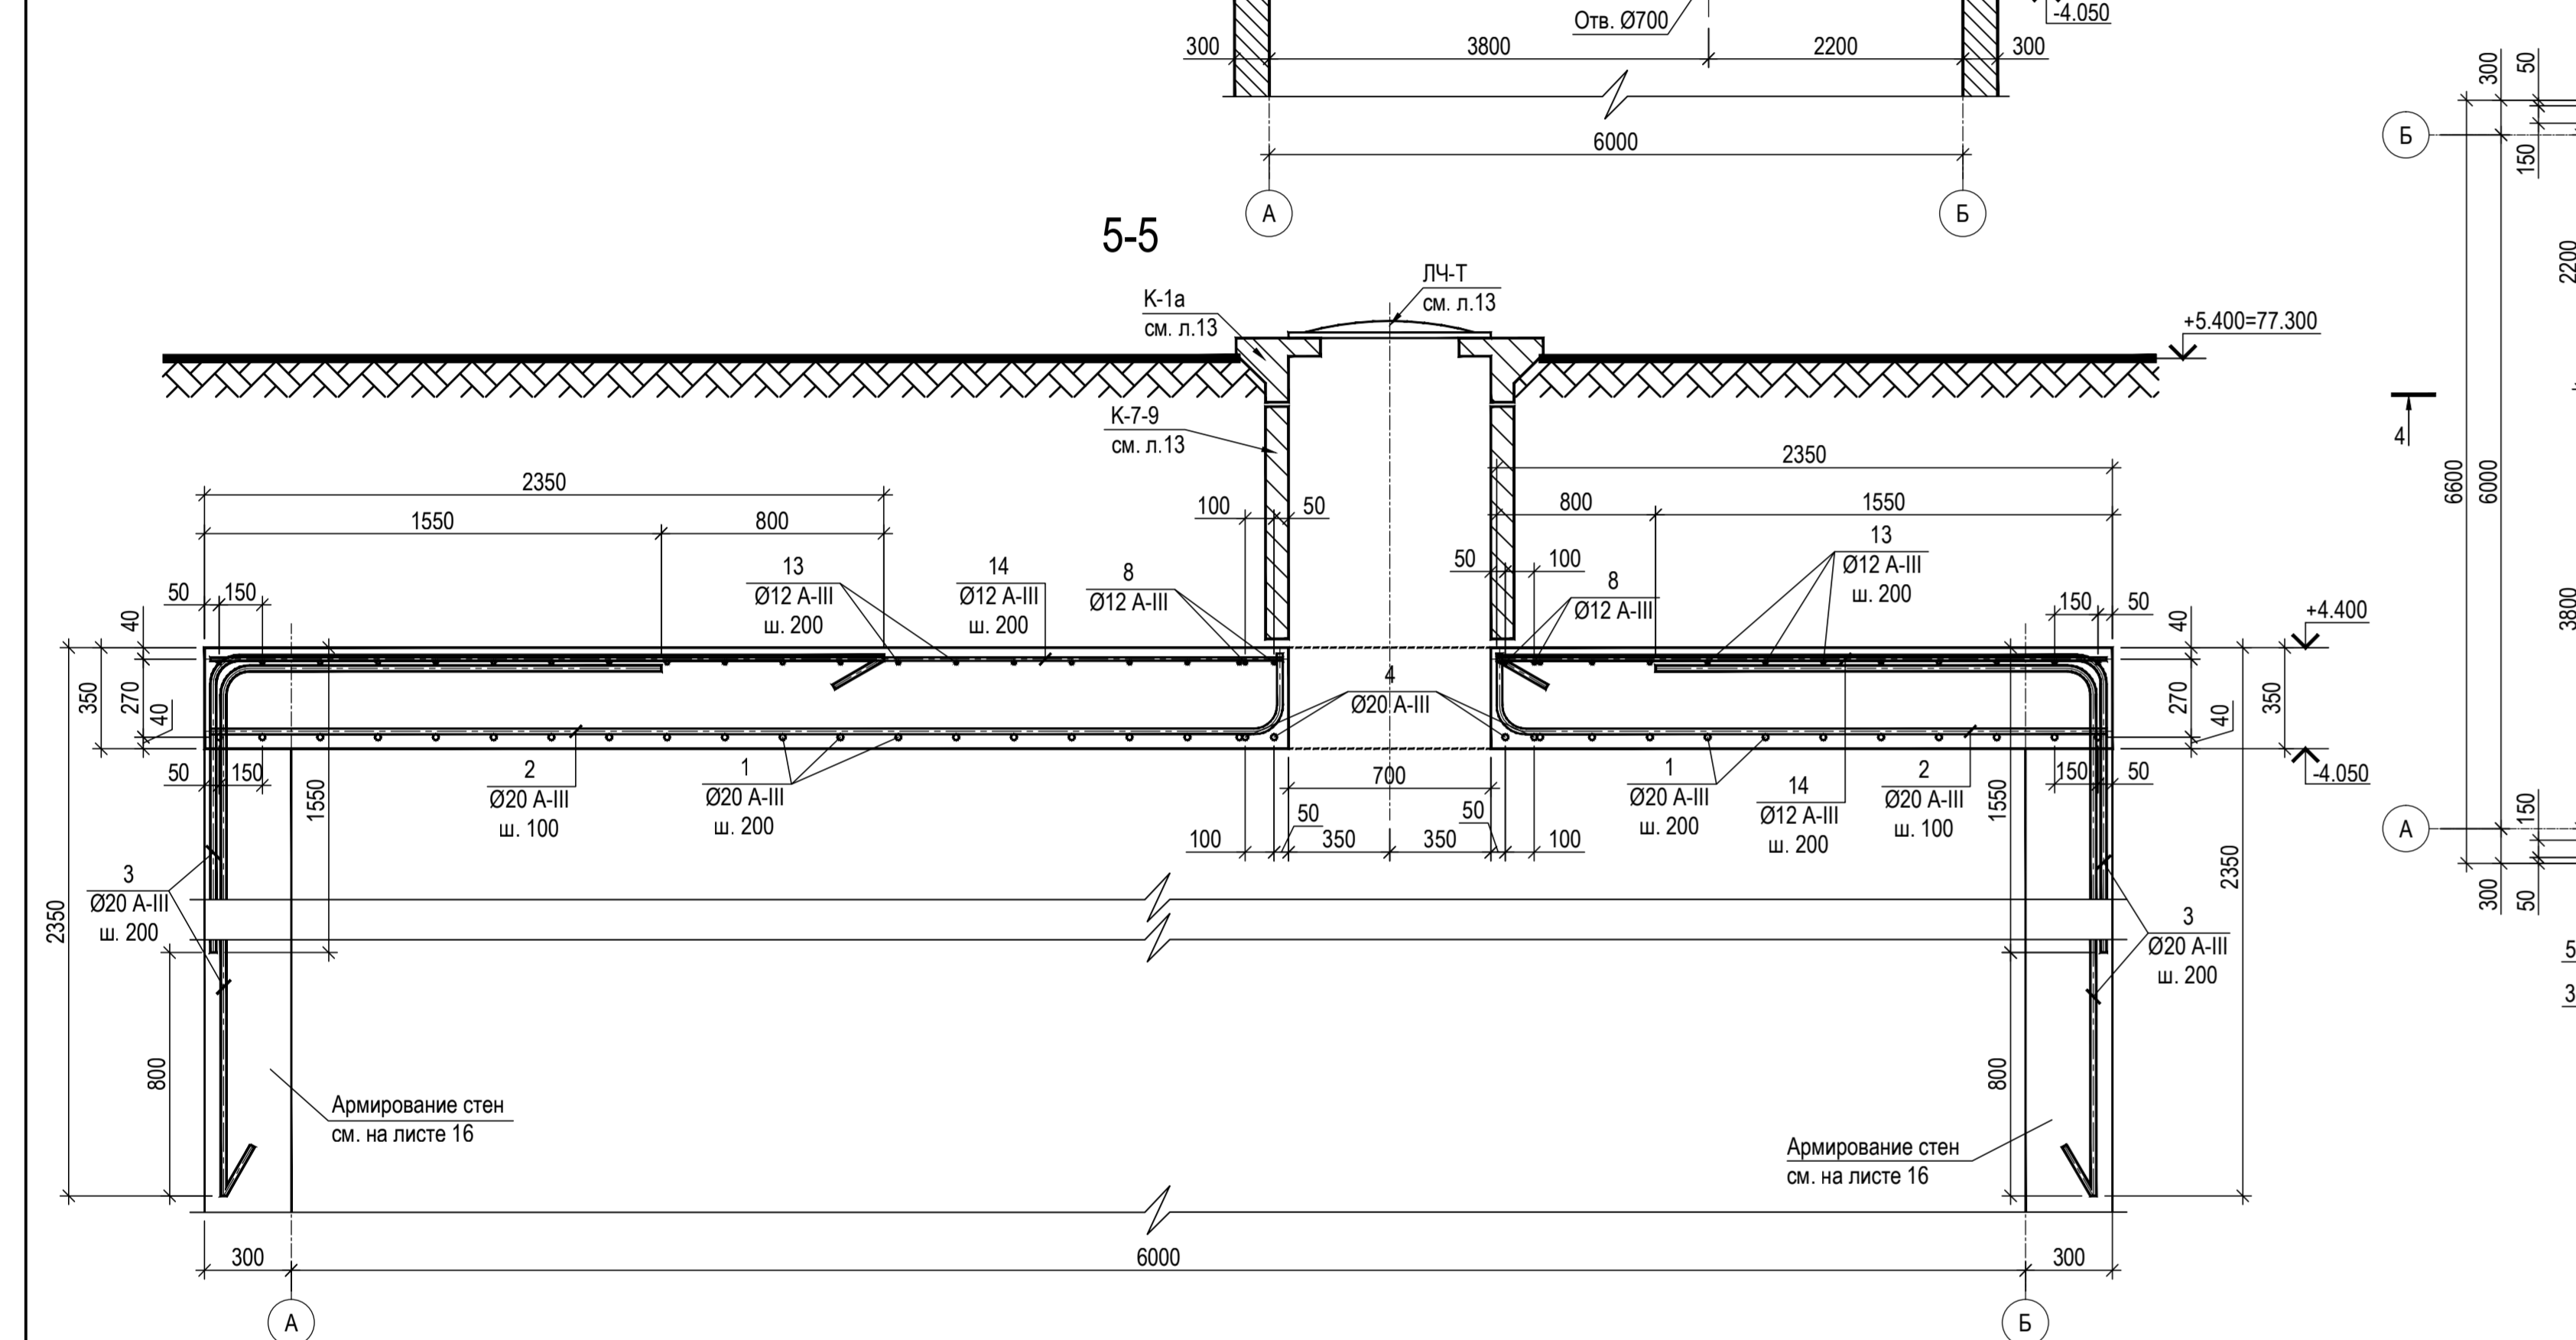 Отв. Ø700
-4.050
300
3800
2200
300
6000
А
Б
5-5
ЛЧ-Т
см. л.13
К-1а
см. л.13
+5.400=77.300
К-7-9
см. л.13
2350
1550
800
100
50
2350
800
1550
50
100
50
150
40
13
Ø12 А-III
ш. 200
14
Ø12 А-III
ш. 200
8
Ø12 А-III
8
Ø12 А-III
13
Ø12 А-III
ш. 200
150
50
40
+4.400
350
270
40
4
Ø20 А-III
270
40
350
-4.050
50
150
1550
2
Ø20 А-III
ш. 100
1
Ø20 А-III
ш. 200
700
50
50
100
350
350
100
1
Ø20 А-III
ш. 200
14
Ø12 А-III
ш. 200
2
Ø20 А-III
ш. 100
150
50
1550
2350
3
Ø20 А-III
ш. 200
2350
3
Ø20 А-III
ш. 200
800
800
Армирование стен
см. на листе 16
Армирование стен
см. на листе 16
300
6000
300
А
Б
300
50
Б
150
2200
4
6600
6000
3800
А
150
300
50
5
3